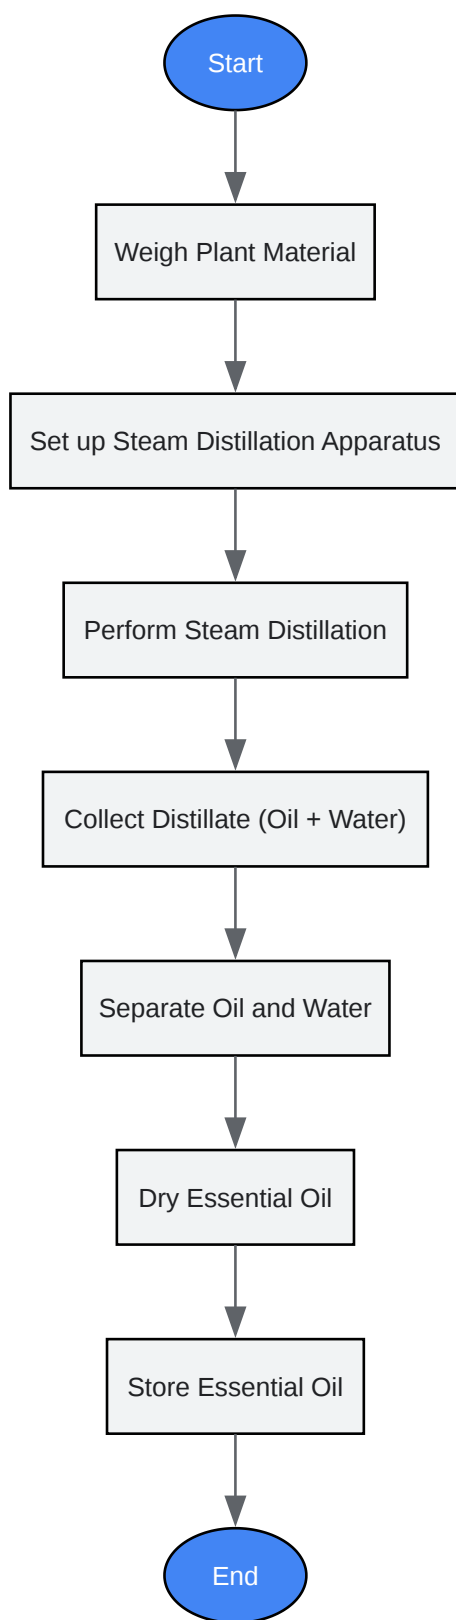 Start
Weigh Plant Material
Set up Steam Distillation Apparatus
Perform Steam Distillation
Collect Distillate (Oil + Water)
Separate Oil and Water
Dry Essential Oil
Store Essential Oil
End